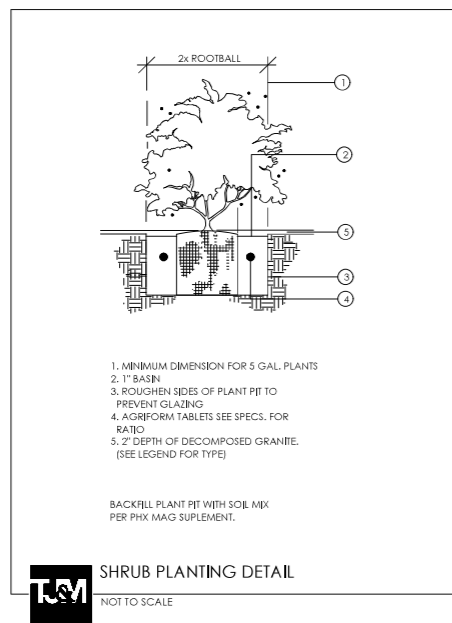 2x ROOTBALL
1
2
5
3
4
1. MINIMUM DIMENSION FOR 5 GAL. PLANTS
2. 1" BASIN
3. ROUGHEN SIDES OF PLANT PIT TO
PREVENT GLAZING
4. AGRIFORM TABLETS SEE SPECS. FOR
RATIO
5. 2" DEPTH OF DECOMPOSED GRANITE.
(SEE LEGEND FOR TYPE)
BACKFILL PLANT PIT WITH SOIL MIX
PER PHX MAG SUPLEMENT.
TJ&M
SHRUB PLANTING DETAIL
NOT TO SCALE